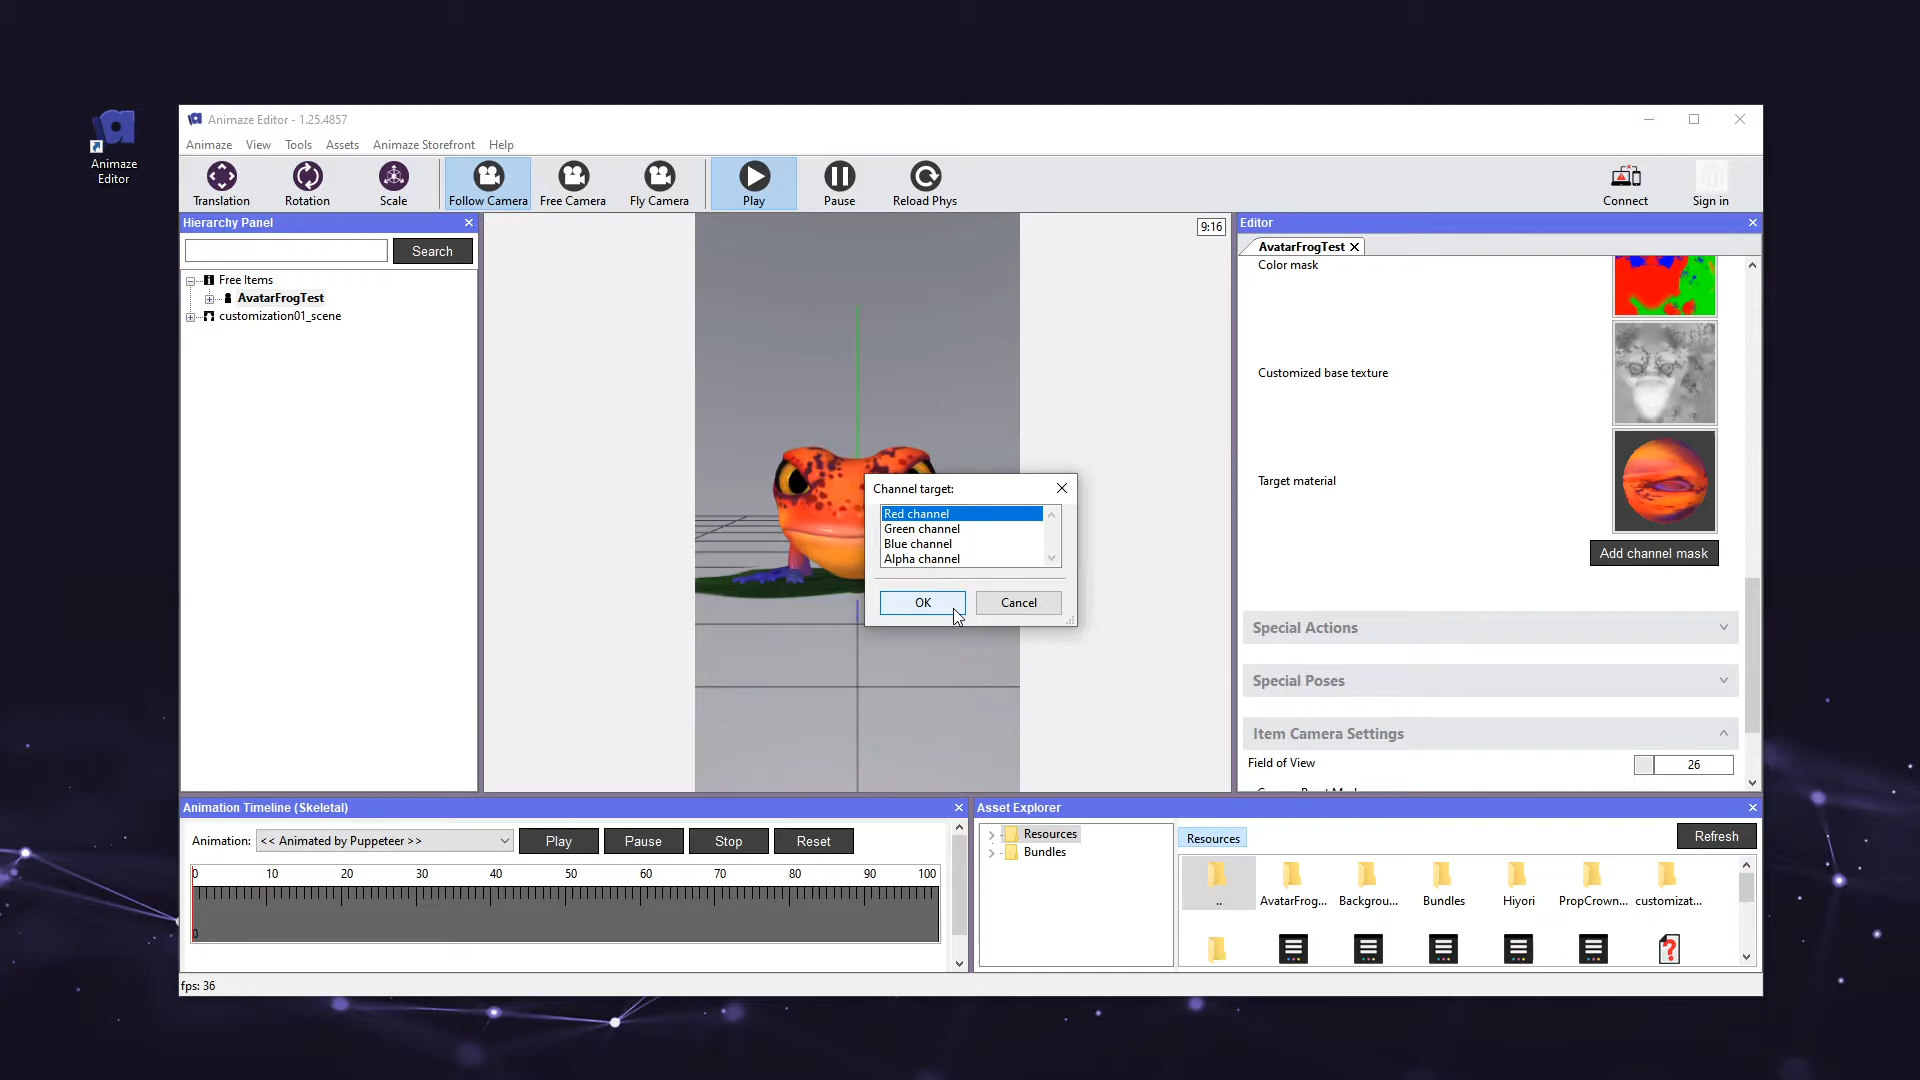 Animaze
Editor
Animaze Editor - 1.25.4857
Animaze View Tools Assets Animaze Storefront Help
Translation Rotation Scale Follow Camera Free Camera Fly Camera Play Pause Reload Phys Connect Sign in
Hierarchy Panel
Search
Free Items
AvatarFrogTest
customization01_scene
9:16
Channel target:
Red channel
Green channel
Blue channel
Alpha channel
OK Cancel
Editor
AvatarFrogTest
Color mask
Customized base texture
Target material
Add channel mask
Special Actions
Special Poses
Item Camera Settings
Field of View 26
Animation Timeline (Skeletal)
Animation: << Animated by Puppeteer >> Play Pause Stop Reset
0 10 20 30 40 50 60 70 80 90 100
0
Asset Explorer
Resources
Bundles
Resources
Refresh
.. AvatarFrog... Backgrou... Bundles Hiyori PropCrown... customizat...
fps: 36